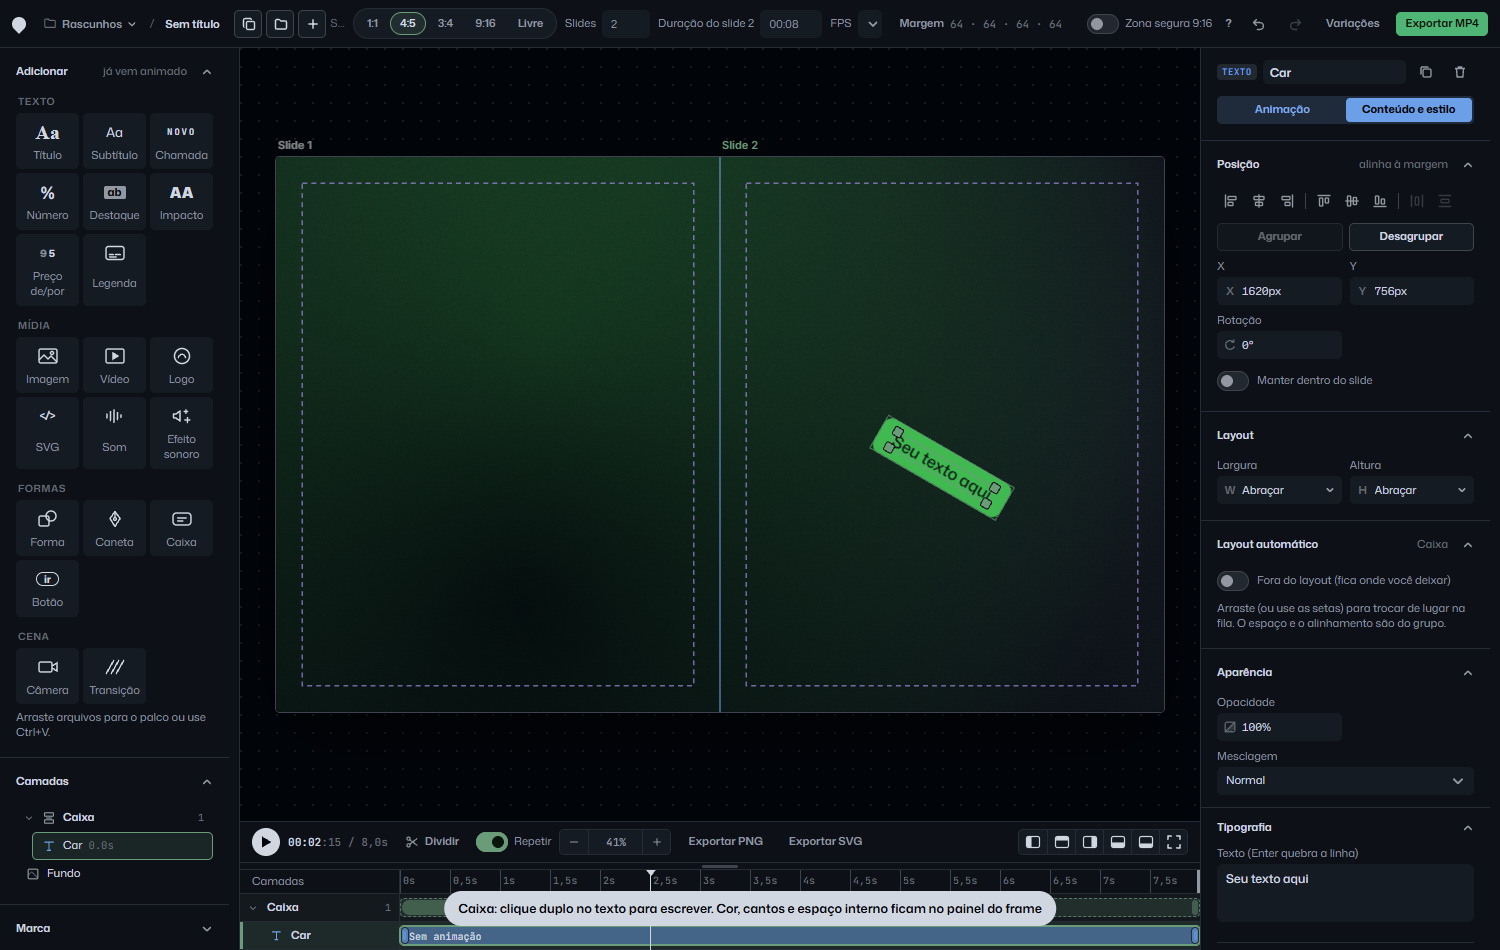 Rascunhos / Sem título S... 1:1 4:5 3:4 9:16 Livre Slides 2 Duração do slide 2 00:08 FPS Margem 64 · 64 · 64 · 64 Zona segura 9:16 ? Variações Exportar MP4
Adicionar já vem animado
TEXTO
Aa Aa NOVO
Título Subtítulo Chamada
% ab AA
Número Destaque Impacto
9 5
Preço de/por Legenda
MÍDIA
Imagem Vídeo Logo
</>
SVG Som Efeito sonoro
FORMAS
Forma Caneta Caixa
ir
Botão
CENA
Câmera Transição
Arraste arquivos para o palco ou use
Ctrl+V.
Camadas
Caixa 1
Car 0.0s
Fundo
Marca
Slide 1 Slide 2
Seu texto aqui
00:02:15 / 8,0s Dividir Repetir − 41% + Exportar PNG Exportar SVG
Camadas 0s 0,5s 1s 1,5s 2s 2,5s 3s 3,5s 4s 4,5s 5s 5,5s 6s 6,5s 7s 7,5s
Caixa 1
Caixa: clique duplo no texto para escrever. Cor, cantos e espaço interno ficam no painel do frame
Car Sem animação
TEXTO Car
Animação Conteúdo e estilo
Posição alinha à margem
Agrupar Desagrupar
X Y
X 1620px Y 756px
Rotação
0°
Manter dentro do slide
Layout
Largura Altura
W Abraçar H Abraçar
Layout automático Caixa
Fora do layout (fica onde você deixar)
Arraste (ou use as setas) para trocar de lugar na
fila. O espaço e o alinhamento são do grupo.
Aparência
Opacidade
100%
Mesclagem
Normal
Tipografia
Texto (Enter quebra a linha)
Seu texto aqui